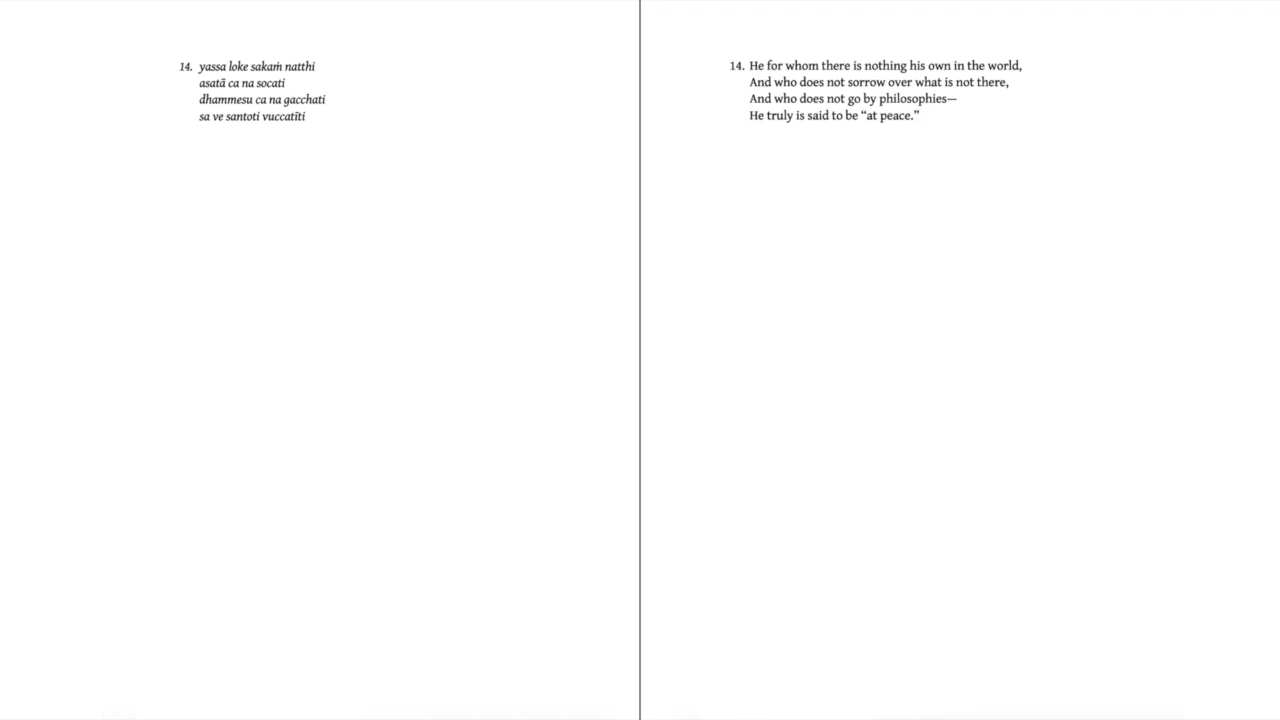 14. yassa loke sakaṁ natthi
asatā ca na socati
dhammesu ca na gacchati
sa ve santoti vuccatīti
14. He for whom there is nothing his own in the world,
And who does not sorrow over what is not there,
And who does not go by philosophies—
He truly is said to be “at peace.”